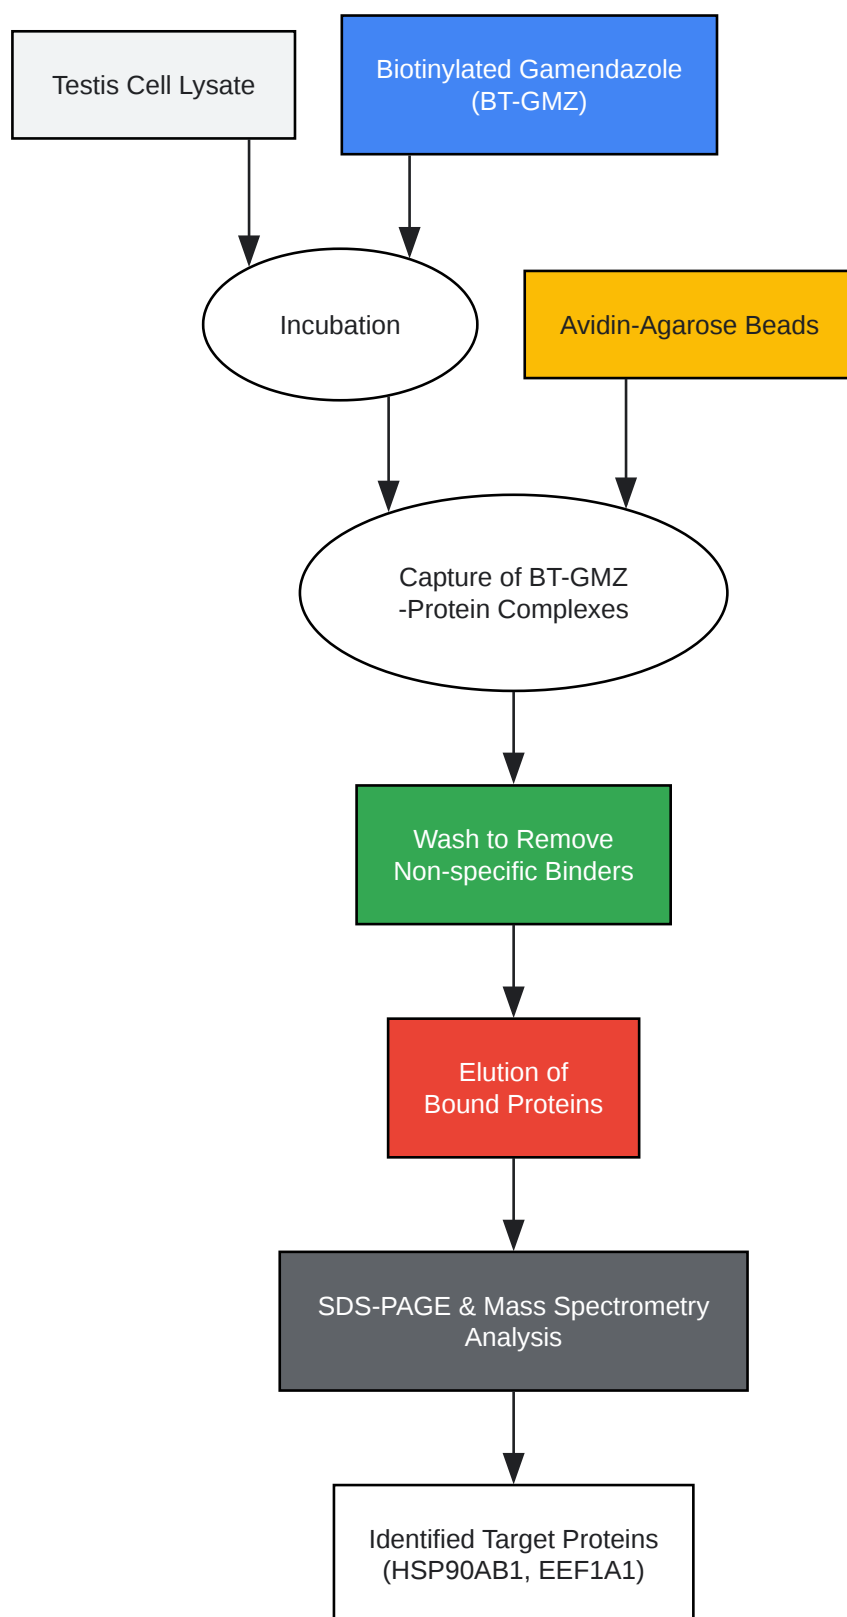 Testis Cell Lysate
Biotinylated Gamendazole
(BT-GMZ)
Incubation
Avidin-Agarose Beads
Capture of BT-GMZ
-Protein Complexes
Wash to Remove
Non-specific Binders
Elution of
Bound Proteins
SDS-PAGE & Mass Spectrometry
Analysis
Identified Target Proteins
(HSP90AB1, EEF1A1)